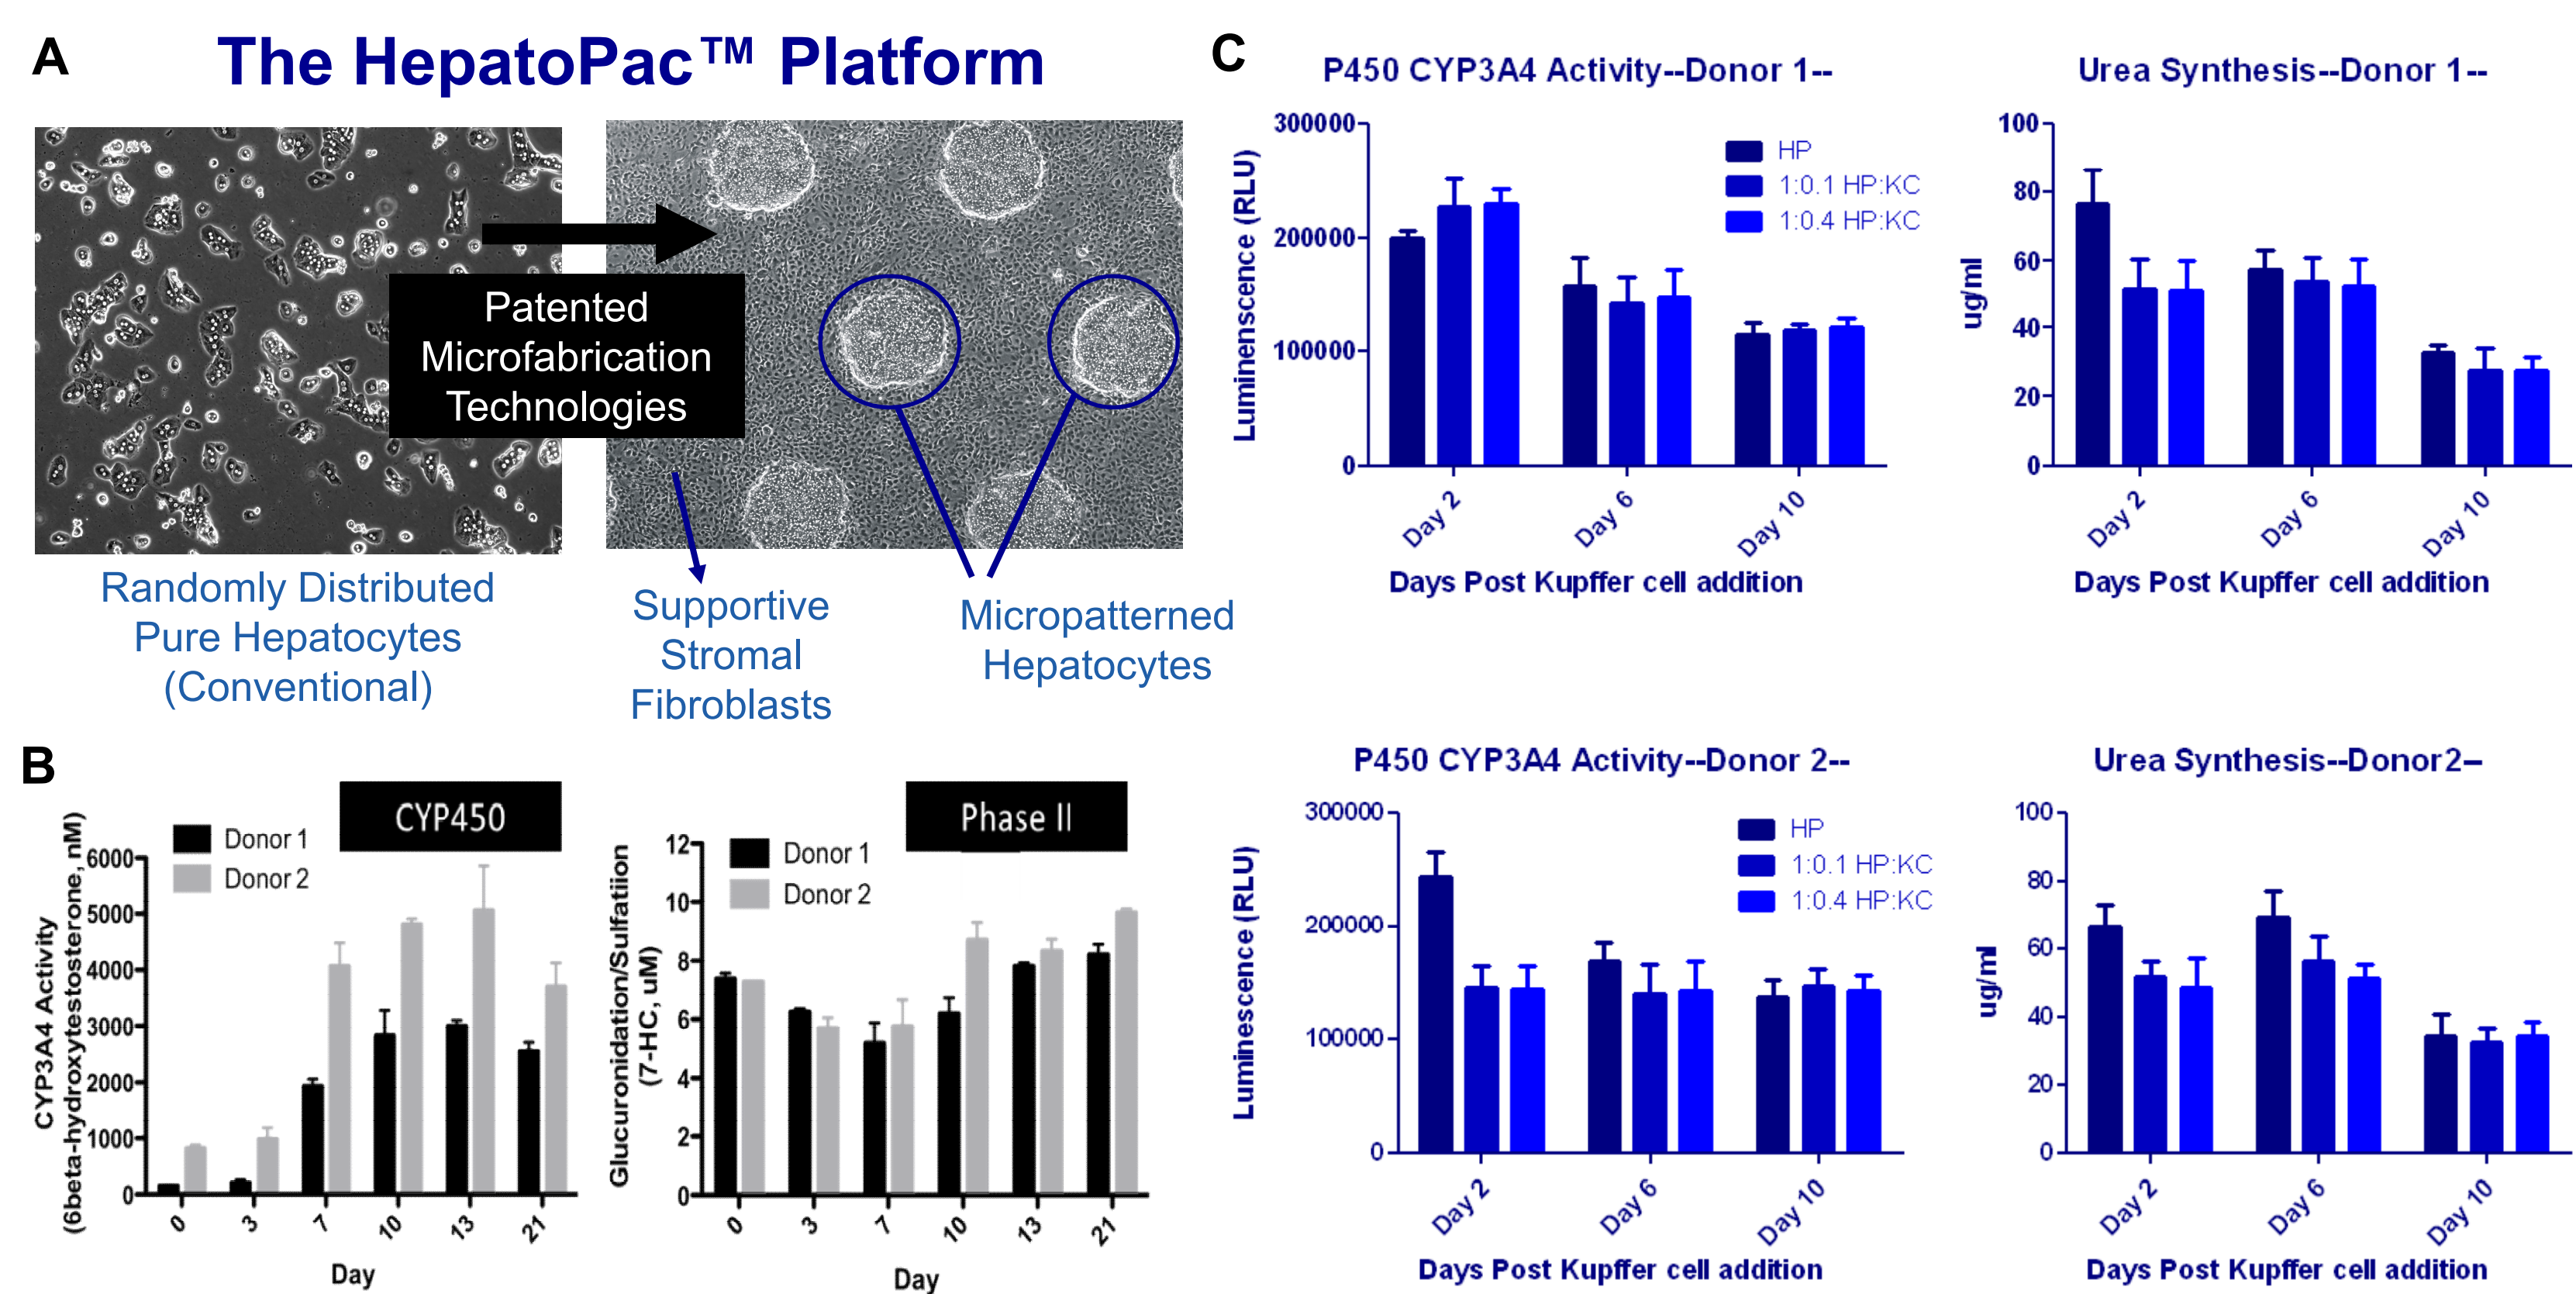 A
The HepatoPac™ Platform
Patented
Microfabrication
Technologies
Randomly Distributed
Pure Hepatocytes
(Conventional)
Supportive
Stromal
Fibroblasts
Micropatterned
Hepatocytes
B
CYP450
Donor 1
Donor 2
CYP3A4 Activity
(6beta-hydroxytestosterone, nM)
6000
5000
4000
3000
2000
1000
0
0
3
7
10
13
21
Day
Phase II
Donor 1
Donor 2
Glucuronidation/Sulfatiion
(7-HC, uM)
12
10
8
6
4
2
0
0
3
7
10
13
21
Day
C
P450 CYP3A4 Activity--Donor 1--
HP
1:0.1 HP:KC
1:0.4 HP:KC
Luminenscence (RLU)
300000
200000
100000
0
Day 2
Day 6
Day 10
Days Post Kupffer cell addition
Urea Synthesis--Donor 1--
ug/ml
100
80
60
40
20
0
Day 2
Day 6
Day 10
Days Post Kupffer cell addition
P450 CYP3A4 Activity--Donor 2--
HP
1:0.1 HP:KC
1:0.4 HP:KC
Luminescence (RLU)
300000
200000
100000
0
Day 2
Day 6
Day 10
Days Post Kupffer cell addition
Urea Synthesis--Donor2--
ug/ml
100
80
60
40
20
0
Day 2
Day 6
Day 10
Days Post Kupffer cell addition